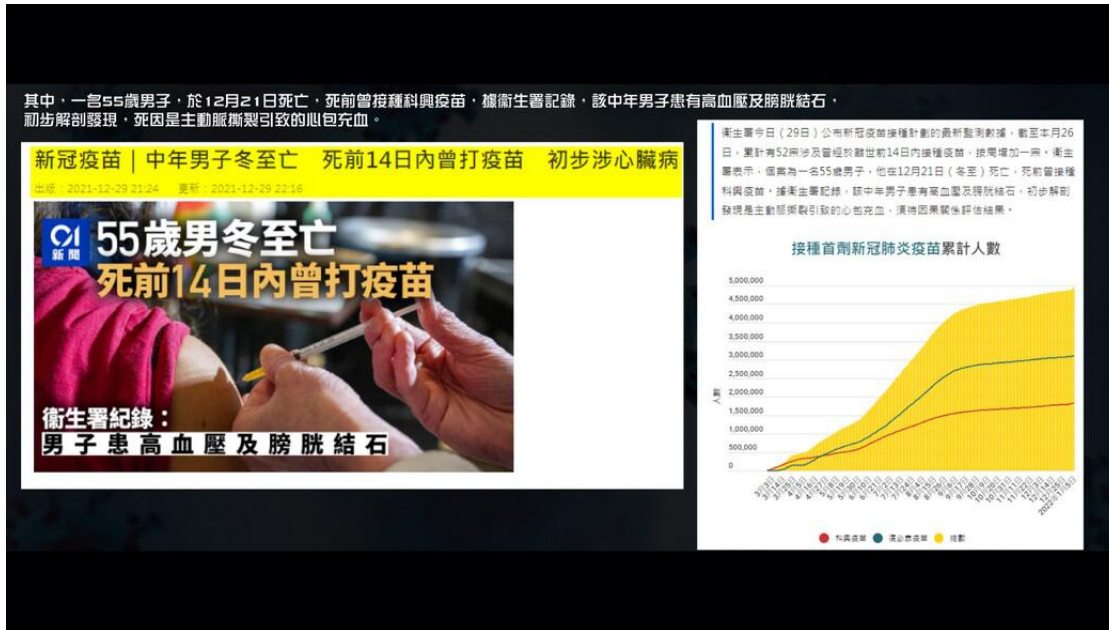 其中，一名55歲男子，於12月21日死亡，死前曾接種科興疫苗，據衞生署記錄，該中年男子患有高血壓及膀胱結石，
初步解剖發現，死因是主動脈撕裂引致的心包充血。
新冠疫苗｜中年男子冬至亡　死前14日內曾打疫苗　初步涉心臟病
出版：2021-12-29 21:24　更新：2021-12-29 22:16
01
新聞
55歲男冬至亡
死前14日內曾打疫苗
衞生署紀錄：
男子患高血壓及膀胱結石
衞生署今日（29日）公布新冠疫苗接種計劃的最新監測數據，截至本月26
日，累計有52宗涉及曾經於離世前14日內接種疫苗，按周增加一宗。衞生
署表示，個案為一名55歲男子，他在12月21日（冬至）死亡，死前曾接種
科興疫苗。據衞生署記錄，該中年男子患有高血壓及膀胱結石，初步解剖
發現是主動脈撕裂引致的心包充血，須待因果關係評估結果。
接種首劑新冠肺炎疫苗累計人數
5,000,000
4,500,000
4,000,000
3,500,000
3,000,000
2,500,000
2,000,000
1,500,000
1,000,000
500,000
0
人數
2022年1月5日
科興疫苗　復必泰疫苗　總數